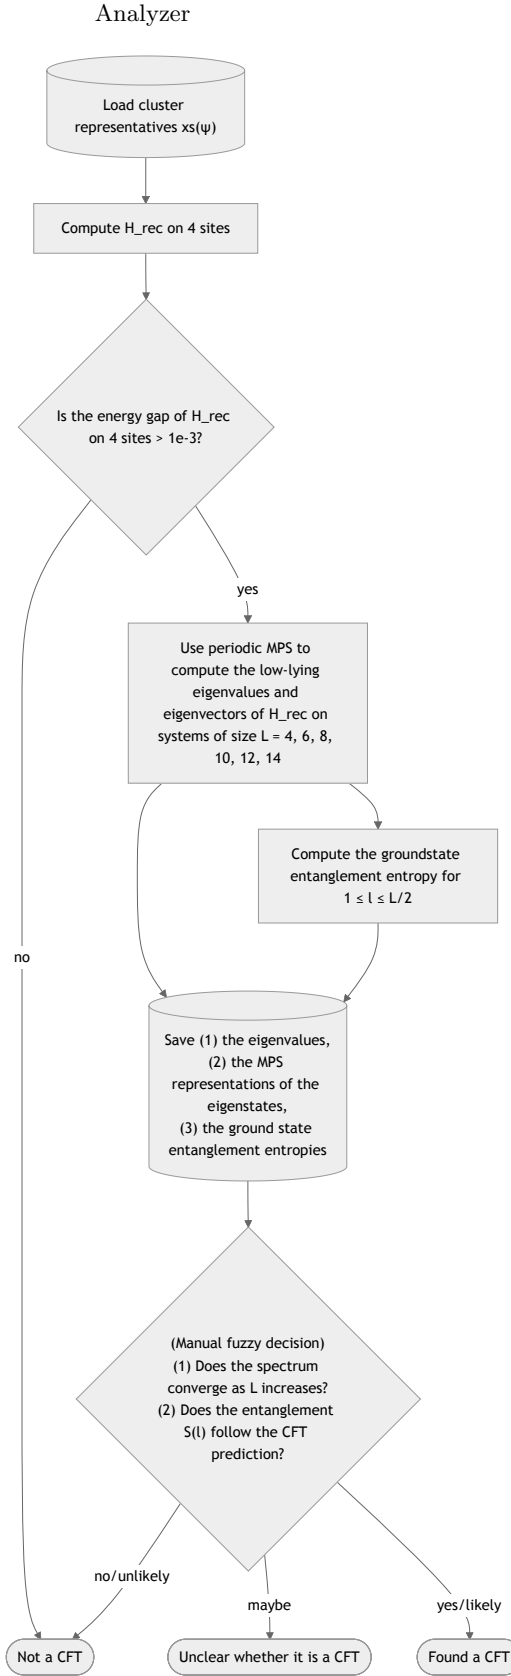 Analyzer
Load cluster
representatives xs(ψ)
Compute H_rec on 4 sites
Is the energy gap of H_rec
on 4 sites > 1e-3?
yes
Use periodic MPS to
compute the low-lying
eigenvalues and
eigenvectors of H_rec on
systems of size L = 4, 6, 8,
10, 12, 14
Compute the groundstate
entanglement entropy for
1 ≤ l ≤ L/2
no
Save (1) the eigenvalues,
(2) the MPS
representations of the
eigenstates,
(3) the ground state
entanglement entropies
(Manual fuzzy decision)
(1) Does the spectrum
converge as L increases?
(2) Does the entanglement
S(l) follow the CFT
prediction?
no/unlikely
maybe
yes/likely
Not a CFT
Unclear whether it is a CFT
Found a CFT